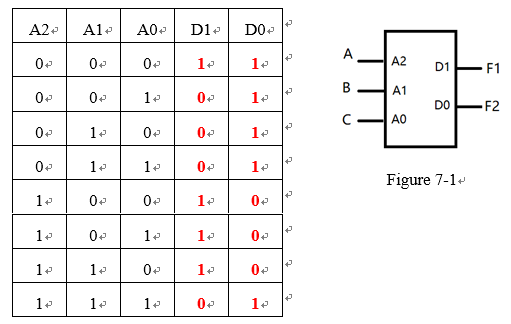 A2 A1 A0 D1 D0
0 0 0 1 1
0 0 1 0 1
0 1 0 0 1
0 1 1 0 1
1 0 0 1 0
1 0 1 1 0
1 1 0 1 0
1 1 1 0 1
A A2 D1 F1
B A1
C A0 D0 F2
Figure 7-1